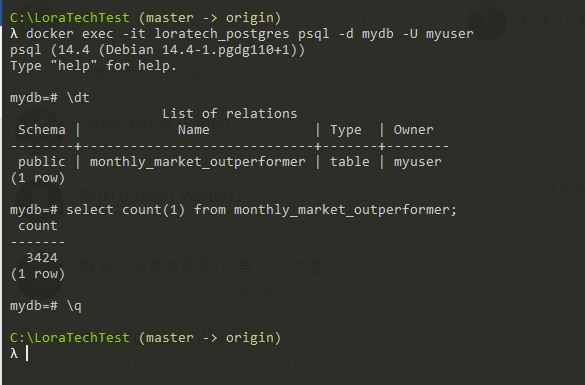 C:\LoraTechTest (master -> origin)
λ docker exec -it loratech_postgres psql -d mydb -U myuser
psql (14.4 (Debian 14.4-1.pgdg110+1))
Type "help" for help.

mydb=# \dt
                    List of relations
 Schema |            Name             | Type  | Owner
--------+-----------------------------+-------+--------
 public | monthly_market_outperformer | table | myuser
(1 row)

mydb=# select count(1) from monthly_market_outperformer;
 count
-------
  3424
(1 row)

mydb=# \q

C:\LoraTechTest (master -> origin)
λ